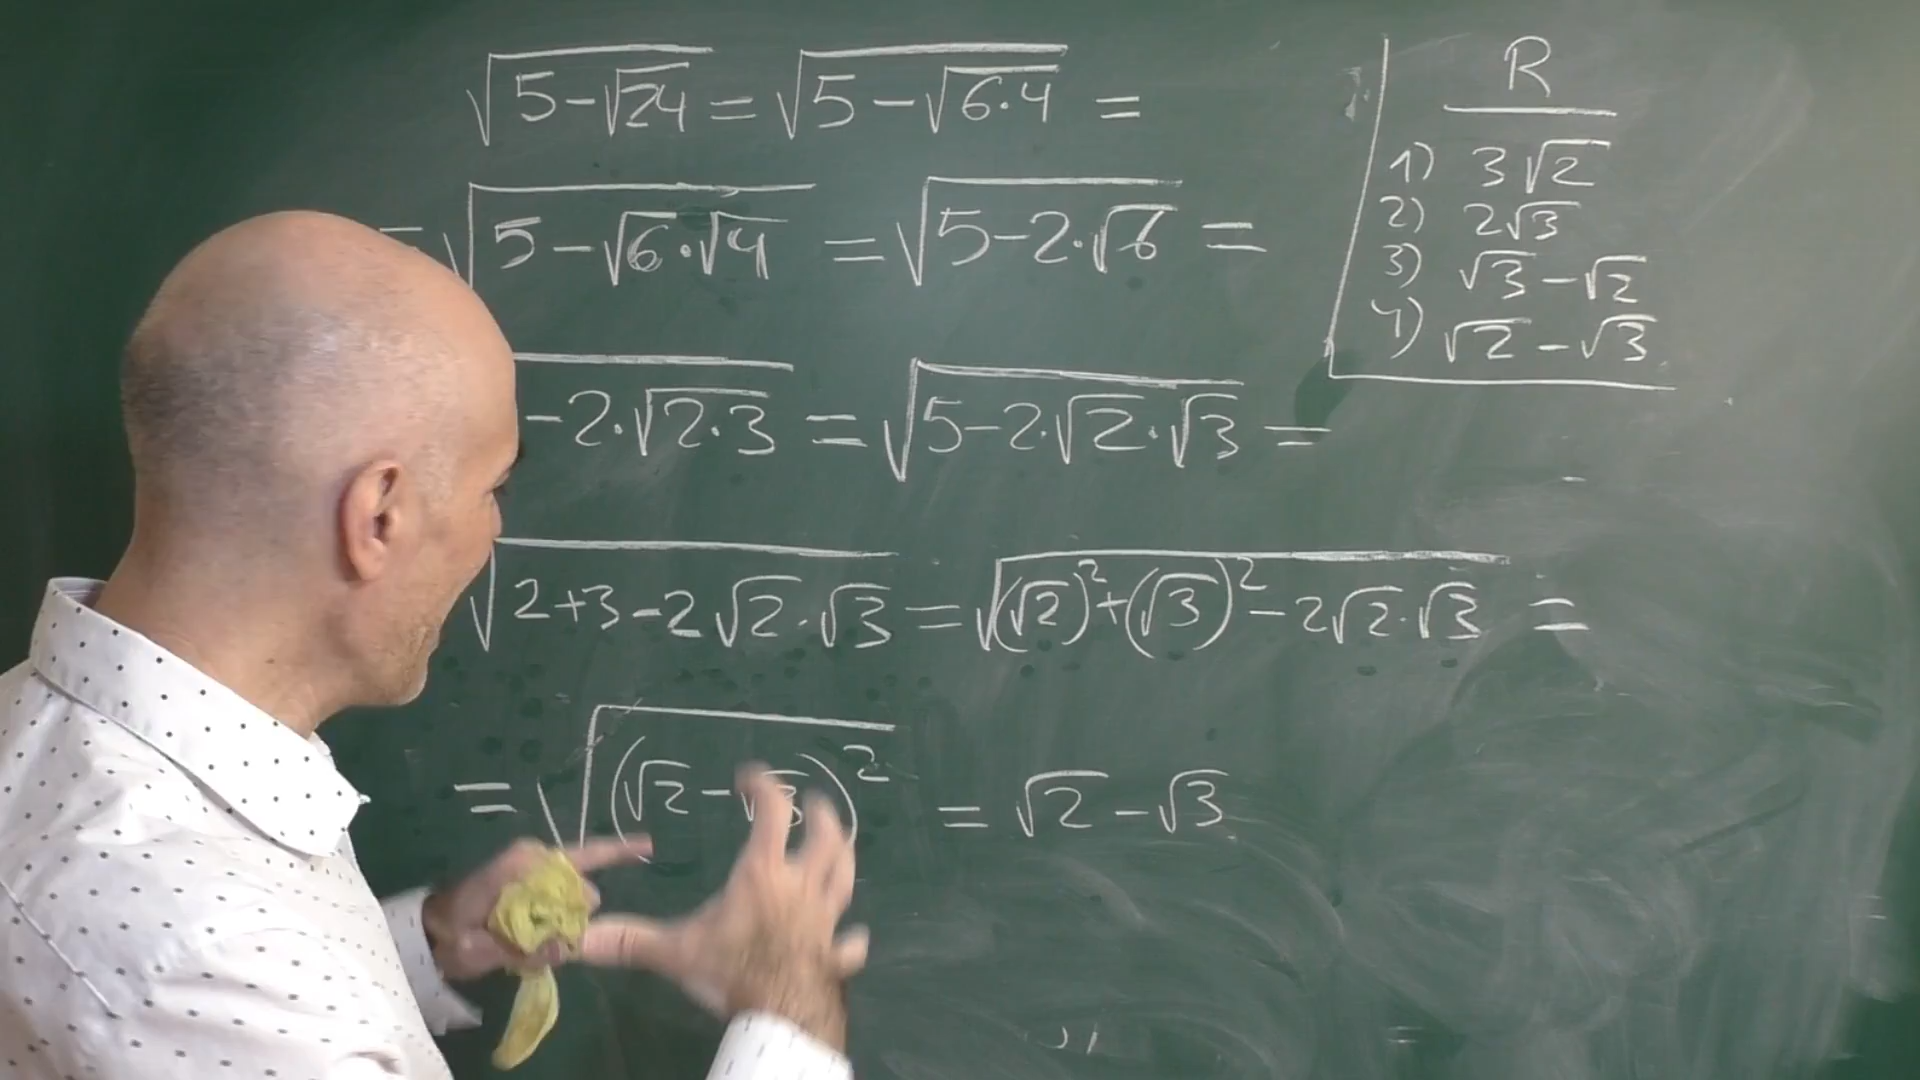 √(5-√24) = √(5-√(6·4)) =
= √(5-√6·√4) = √(5-2·√6) =
-2·√(2·3) = √(5-2·√2·√3) =
√(2+3-2√2·√3) = √((√2)²+(√3)²-2√2·√3) =
= √((√2-√3)²) = √2-√3
R
1) 3√2
2) 2√3
3) √3-√2
4) √2-√3